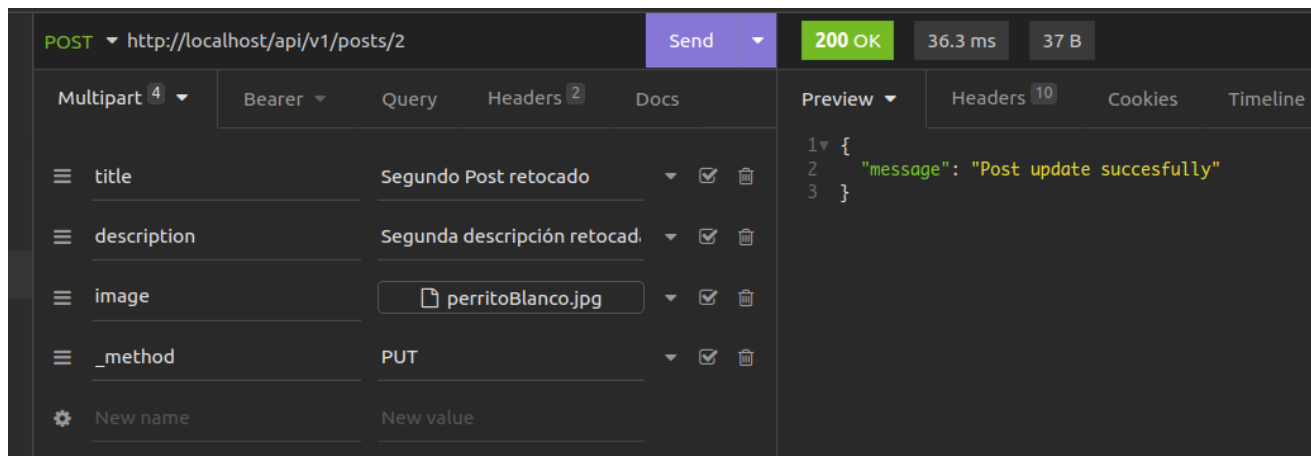 POST http://localhost/api/v1/posts/2 Send 200 OK 36.3 ms 37 B
Multipart 4 Bearer Query Headers 2 Docs Preview Headers 10 Cookies Timeline
1 {
title Segundo Post retocado 2 "message": "Post update succesfully"
3 }
description Segunda descripción retocada
image perritoBlanco.jpg
_method PUT
New name New value